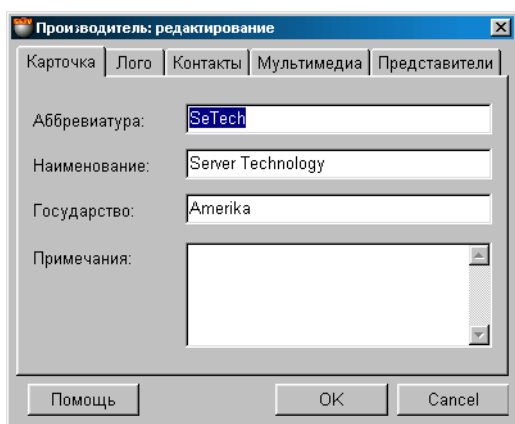 Производитель: редактирование
Карточка Лого Контакты Мультимедиа Представители
Аббревиатура: SeTech
Наименование: Server Technology
Государство: Amerika
Примечания:
Помощь OK Cancel